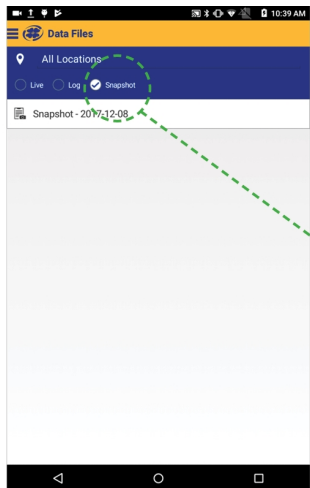 10:39 AM
Data Files
All Locations
Live Log Snapshot
Snapshot - 2017-12-08